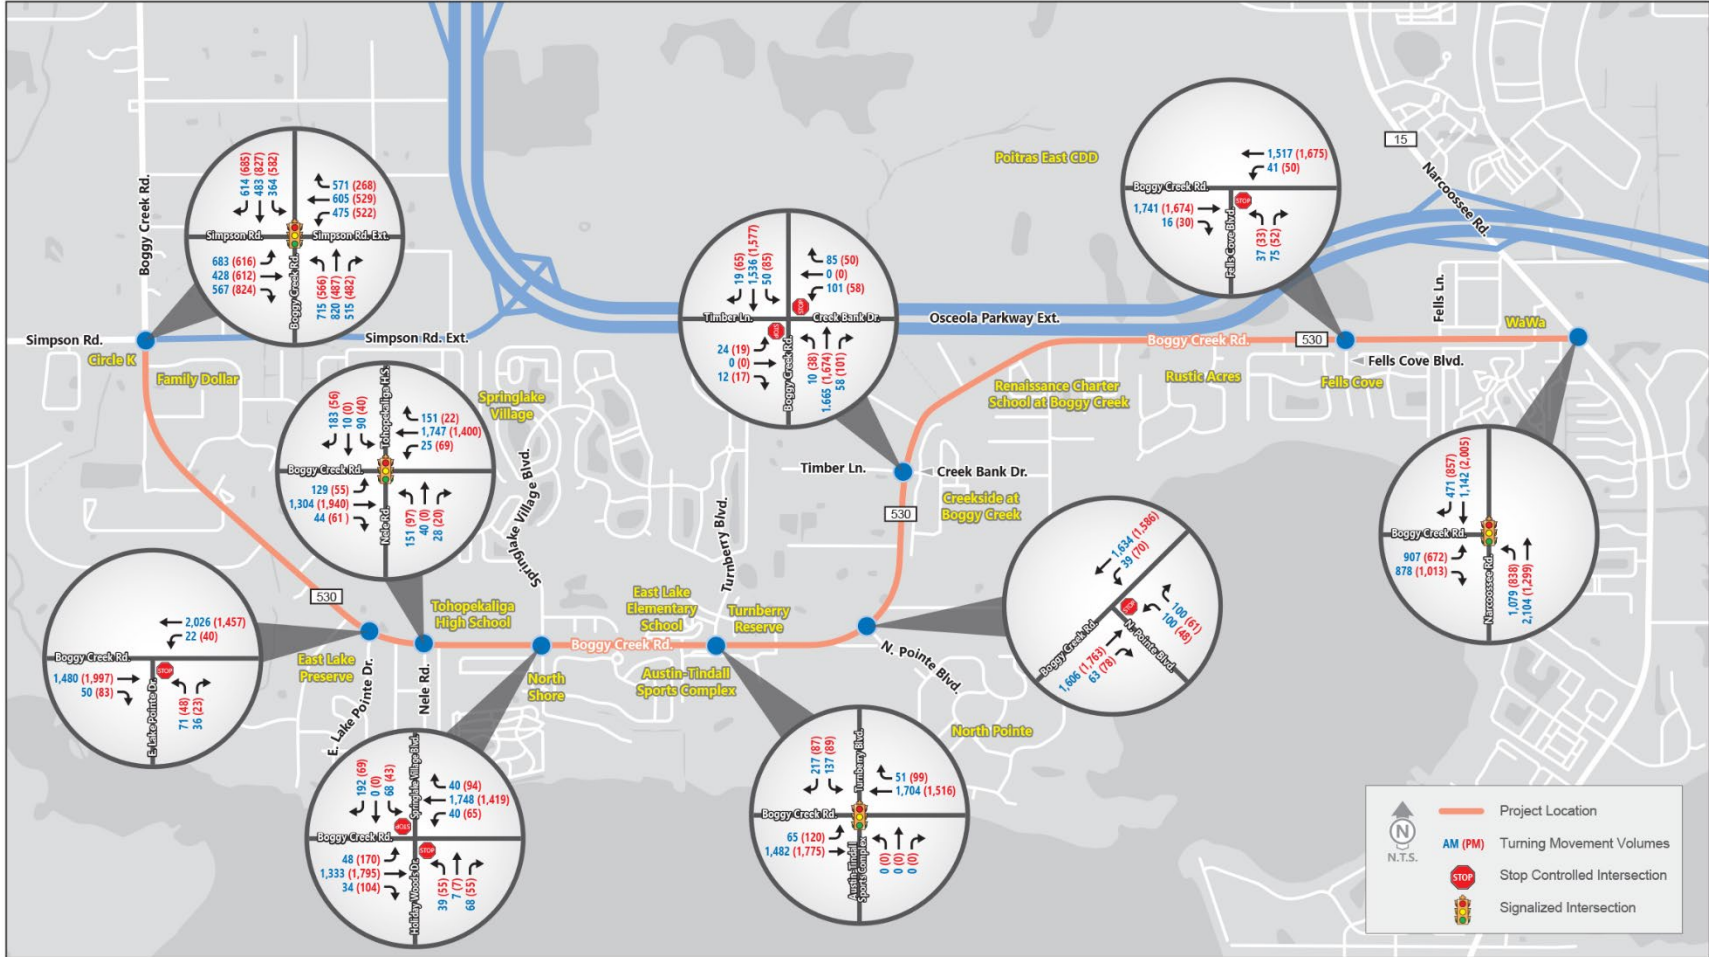 Boggy Creek Rd.
614 (685)
483 (827)
364 (582)
571 (268)
605 (529)
475 (522)
Simpson Rd.
Simpson Rd. Ext.
683 (616)
428 (612)
567 (824)
Boggy Creek Rd.
715 (566)
820 (487)
515 (482)
Simpson Rd.
Simpson Rd. Ext.
Circle K
Family Dollar
Springlake
Village
183 (56)
10 (0)
90 (40)
Tohopekaliga H.S.
151 (22)
1,747 (1,400)
25 (69)
Boggy Creek Rd.
129 (55)
1,304 (1,940)
44 (61)
Nele Rd.
151 (97)
40 (0)
28 (20)
Springlake Village Blvd.
Turnberry Blvd.
19 (65)
1,536 (1,577)
50 (85)
85 (50)
0 (0)
101 (58)
Timber Ln.
Creek Bank Dr.
STOP
STOP
24 (19)
0 (0)
12 (17)
Boggy Creek Rd.
10 (38)
1,665 (1,674)
58 (101)
Osceola Parkway Ext.
Poitras East CDD
1,517 (1,675)
41 (50)
Boggy Creek Rd.
STOP
1,741 (1,674)
16 (30)
Fells Cove Blvd.
37 (33)
75 (52)
15
Narcoossee Rd.
Fells Ln.
WaWa
Boggy Creek Rd.
530
Fells Cove Blvd.
Rustic Acres
Fells Cove
Renaissance Charter
School at Boggy Creek
Timber Ln.
Creek Bank Dr.
Creekside at
Boggy Creek
530
471 (857)
1,142 (2,005)
Boggy Creek Rd.
907 (672)
878 (1,013)
Narcoossee Rd.
1,079 (838)
2,104 (1,299)
1,634 (1,586)
39 (70)
STOP
100 (61)
100 (48)
Boggy Creek Rd.
N. Pointe Blvd.
1,606 (1,763)
63 (78)
530
2,026 (1,457)
22 (40)
Boggy Creek Rd.
STOP
1,480 (1,997)
50 (83)
E. Lake Pointe Dr.
71 (48)
36 (23)
East Lake
Preserve
Tohopekaliga
High School
E. Lake Pointe Dr.
Nele Rd.
North
Shore
Boggy Creek Rd.
East Lake
Elementary
School
Turnberry
Reserve
Austin-Tindall
Sports Complex
N. Pointe Blvd.
North Pointe
192 (69)
0 (0)
68 (43)
Springlake Village Blvd.
40 (94)
1,748 (1,419)
40 (65)
Boggy Creek Rd.
STOP
STOP
48 (170)
1,333 (1,795)
34 (104)
Holiday Woods Dr.
39 (55)
7 (7)
68 (55)
217 (87)
137 (89)
Turnberry Blvd.
51 (99)
1,704 (1,516)
Boggy Creek Rd.
65 (120)
1,482 (1,775)
Austin-Tindall
Sports Complex
0 (0)
0 (0)
0 (0)
N
N.T.S.
Project Location
AM (PM) Turning Movement Volumes
STOP Stop Controlled Intersection
Signalized Intersection